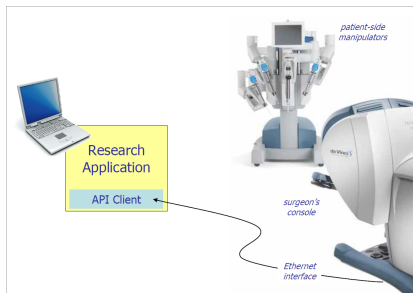 patient-side
manipulators
Research
Application
API Client
surgeon's
console
Ethernet
interface